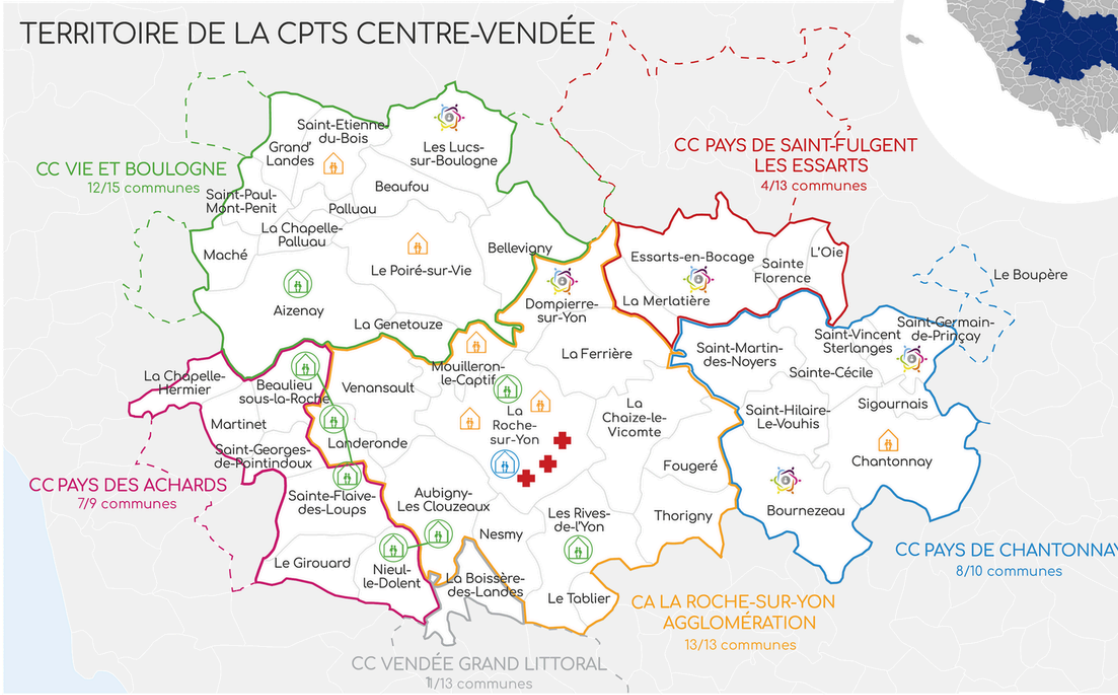 TERRITOIRE DE LA CPTS CENTRE-VENDÉE
CC VIE ET BOULOGNE
12/15 communes
Saint-Etienne-
du-Bois
Grand'
Landes
Les Lucs-
sur-Boulogne
Saint-Paul-
Mont-Penit
Beaufou
Palluau
La Chapelle-
Palluau
Maché
Le Poiré-sur-Vie
Bellevigny
Aizenay
La Genetouze
CC PAYS DE SAINT-FULGENT
LES ESSARTS
4/13 communes
Essarts-en-Bocage
L'Oie
Sainte
Florence
La Merlatière
Dompierre-
sur-Yon
Le Boupère
Saint-Germain-
de-Prinçay
Saint-Vincent
Sterlanges
Saint-Martin-
des-Noyers
Sainte-Cécile
Sigournais
Saint-Hilaire-
Le-Vouhis
Chantonnay
Bournezeau
CC PAYS DE CHANTONNAY
8/10 communes
La Ferrière
Mouilleron-
le-Captif
Venansault
La
Roche-
sur-Yon
La
Chaize-le-
Vicomte
Landeronde
Fougeré
Thorigny
Aubigny-
Les Clouzeaux
Nesmy
Les Rives-
de-l'Yon
Le Tablier
CA LA ROCHE-SUR-YON
AGGLOMÉRATION
13/13 communes
La Chapelle-
Hermier
Beaulieu
sous-la-Roche
Martinet
Saint-Georges-
de-Pointindoux
CC PAYS DES ACHARDS
7/9 communes
Sainte-Flaive-
des-Loups
Le Girouard
Nieul-
le-Dolent
La Boissère-
des-Landes
CC VENDÉE GRAND LITTORAL
1/13 communes